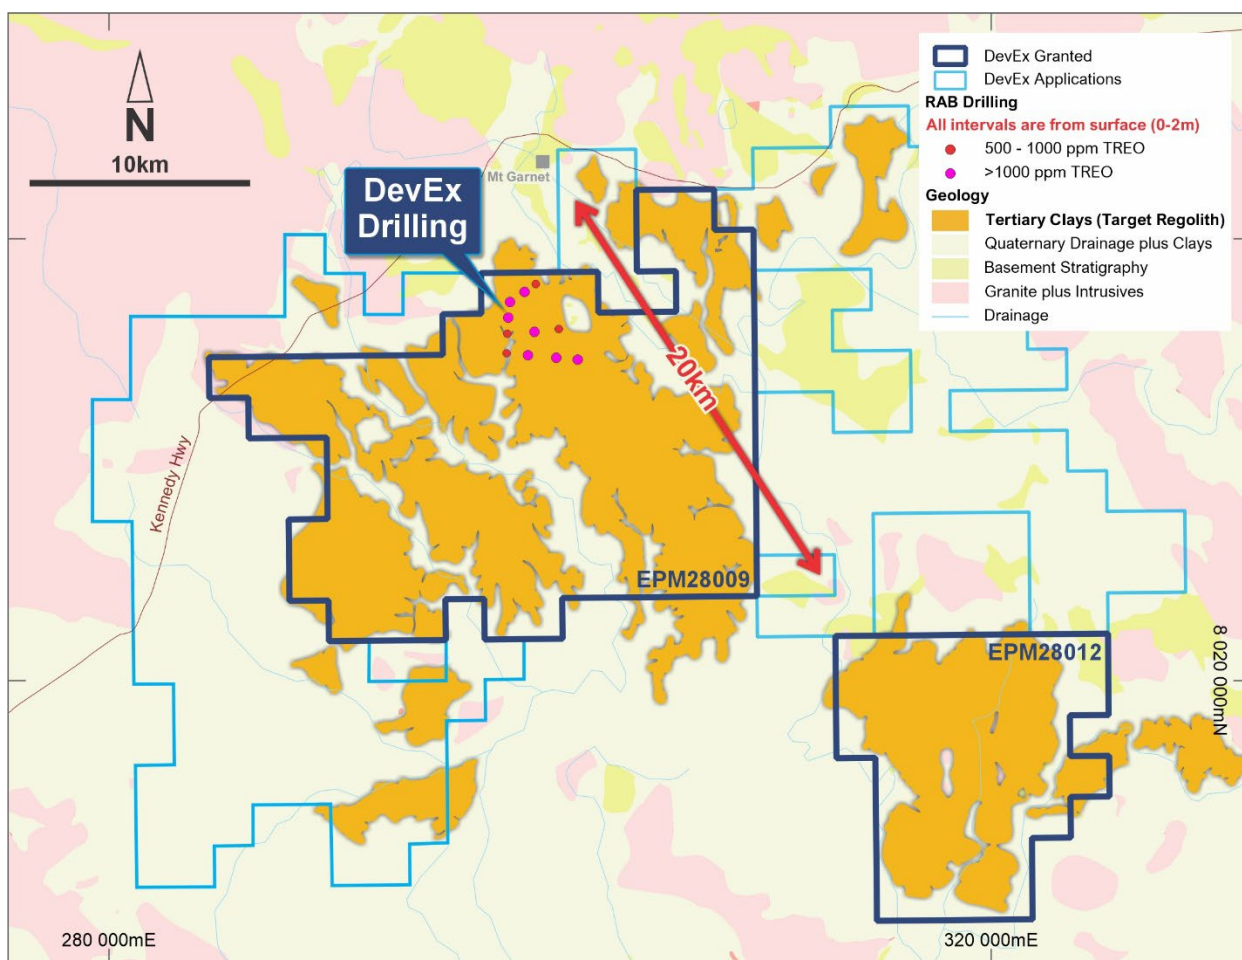 N
10km
DevEx
Drilling
Mt Garnet
Kennedy Hwy
20km
EPM28009
EPM28012
8 020 000mN
280 000mE
320 000mE
DevEx Granted
DevEx Applications
RAB Drilling
All intervals are from surface (0-2m)
500 - 1000 ppm TREO
>1000 ppm TREO
Geology
Tertiary Clays (Target Regolith)
Quaternary Drainage plus Clays
Basement Stratigraphy
Granite plus Intrusives
Drainage